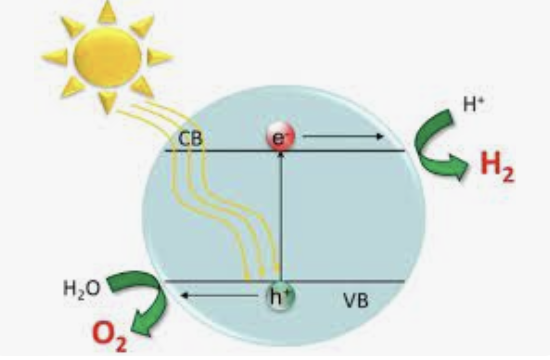 H⁺
CB
e⁻
H₂
H₂O
h⁺
VB
O₂